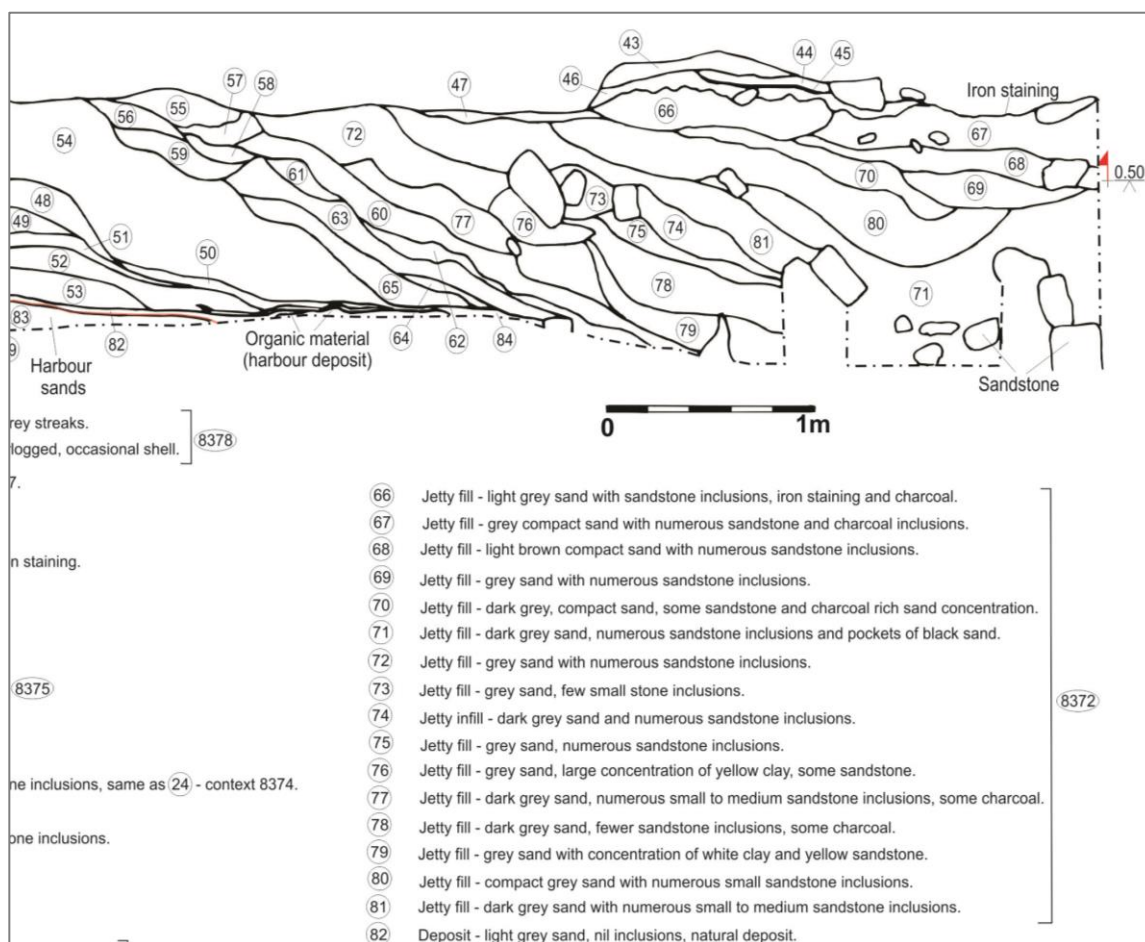 43
44
45
46
47
57
58
55
56
54
59
72
66
Iron staining
67
68
0.50
61
70
69
48
60
73
49
63
77
76
75
74
81
80
51
50
52
53
65
78
71
83
82
Organic material
(harbour deposit)
64
62
84
79
9
Harbour
sands
Sandstone
0 1m
rey streaks.
logged, occasional shell.
8378
7.
n staining.
8375
ne inclusions, same as 24 - context 8374.
one inclusions.
66 Jetty fill - light grey sand with sandstone inclusions, iron staining and charcoal.
67 Jetty fill - grey compact sand with numerous sandstone and charcoal inclusions.
68 Jetty fill - light brown compact sand with numerous sandstone inclusions.
69 Jetty fill - grey sand with numerous sandstone inclusions.
70 Jetty fill - dark grey, compact sand, some sandstone and charcoal rich sand concentration.
71 Jetty fill - dark grey sand, numerous sandstone inclusions and pockets of black sand.
72 Jetty fill - grey sand with numerous sandstone inclusions.
73 Jetty fill - grey sand, few small stone inclusions.
74 Jetty infill - dark grey sand and numerous sandstone inclusions.
75 Jetty fill - grey sand, numerous sandstone inclusions.
76 Jetty fill - grey sand, large concentration of yellow clay, some sandstone.
77 Jetty fill - dark grey sand, numerous small to medium sandstone inclusions, some charcoal.
78 Jetty fill - dark grey sand, fewer sandstone inclusions, some charcoal.
79 Jetty fill - grey sand with concentration of white clay and yellow sandstone.
80 Jetty fill - compact grey sand with numerous small sandstone inclusions.
81 Jetty fill - dark grey sand with numerous small to medium sandstone inclusions.
8372
82 Deposit - light grey sand, nil inclusions, natural deposit.